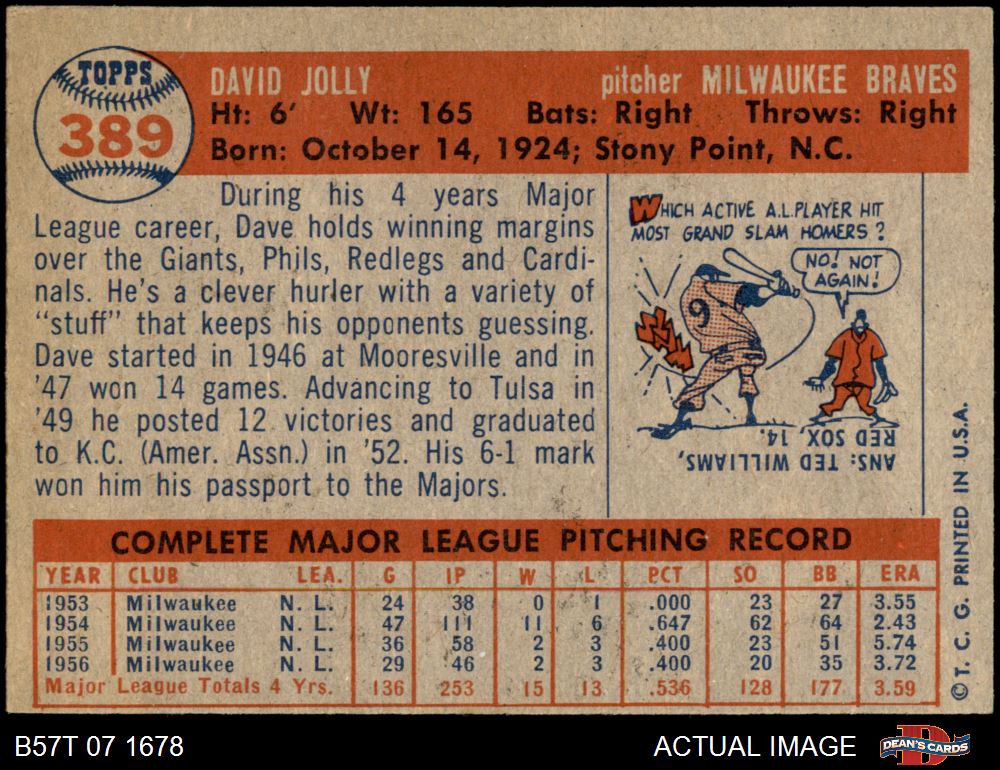 TOPPS
389
DAVID JOLLY pitcher MILWAUKEE BRAVES
Ht: 6' Wt: 165 Bats: Right Throws: Right
Born: October 14, 1924; Stony Point, N.C.
During his 4 years Major
League career, Dave holds winning margins
over the Giants, Phils, Redlegs and Cardi-
nals. He's a clever hurler with a variety of
"stuff" that keeps his opponents guessing.
Dave started in 1946 at Mooresville and in
'47 won 14 games. Advancing to Tulsa in
'49 he posted 12 victories and graduated
to K.C. (Amer. Assn.) in '52. His 6-1 mark
won him his passport to the Majors.
WHICH ACTIVE A.L. PLAYER HIT
MOST GRAND SLAM HOMERS?
NO! NOT
AGAIN!
9
ANS: TED WILLIAMS,
RED SOX, 14.
COMPLETE MAJOR LEAGUE PITCHING RECORD
YEAR CLUB LEA. G IP W L PCT SO BB ERA
1953 Milwaukee N. L. 24 38 0 1 .000 23 27 3.55
1954 Milwaukee N. L. 47 111 11 6 .647 62 64 2.43
1955 Milwaukee N. L. 36 58 2 3 .400 23 51 5.74
1956 Milwaukee N. L. 29 46 2 3 .400 20 35 3.72
Major League Totals 4 Yrs. 136 253 15 13 .536 128 177 3.59
© T. C. G. PRINTED IN U.S.A.
B57T 07 1678 ACTUAL IMAGE DEAN'S CARDS